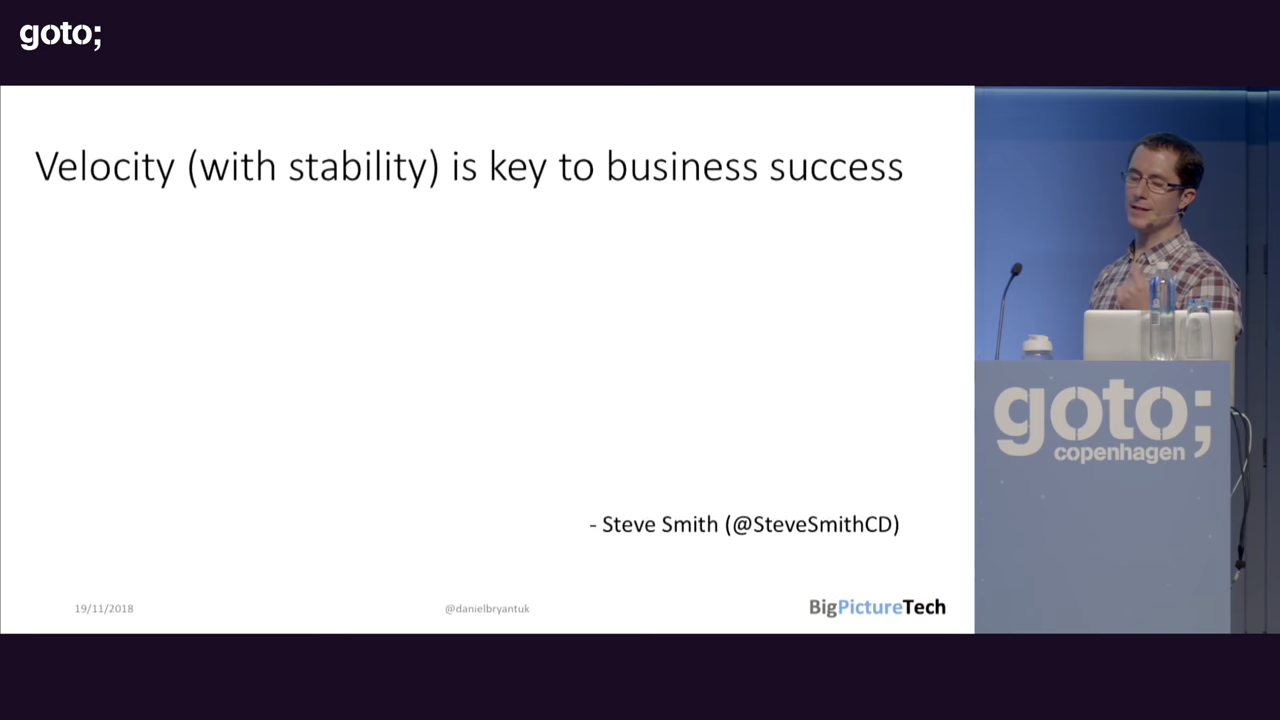 goto;
Velocity (with stability) is key to business success
- Steve Smith (@SteveSmithCD)
19/11/2018
@danielbryantuk
BigPictureTech
goto;
copenhagen